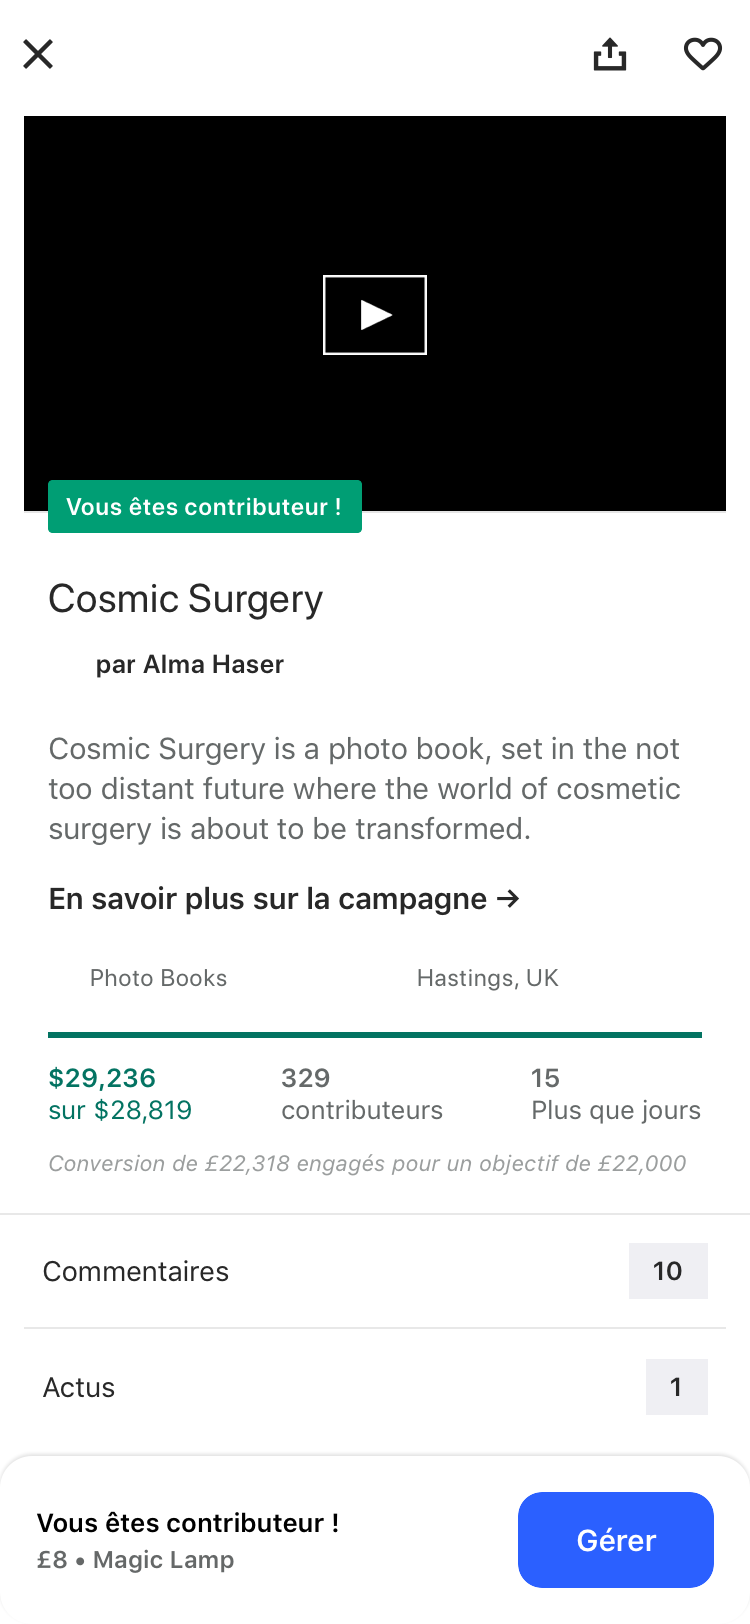 Vous êtes contributeur !
Cosmic Surgery
par Alma Haser
Cosmic Surgery is a photo book, set in the not
too distant future where the world of cosmetic
surgery is about to be transformed.
En savoir plus sur la campagne →
Photo Books
Hastings, UK
$29,236
sur $28,819
329
contributeurs
15
Plus que jours
Conversion de £22,318 engagés pour un objectif de £22,000
Commentaires
10
Actus
1
Vous êtes contributeur !
£8 • Magic Lamp
Gérer